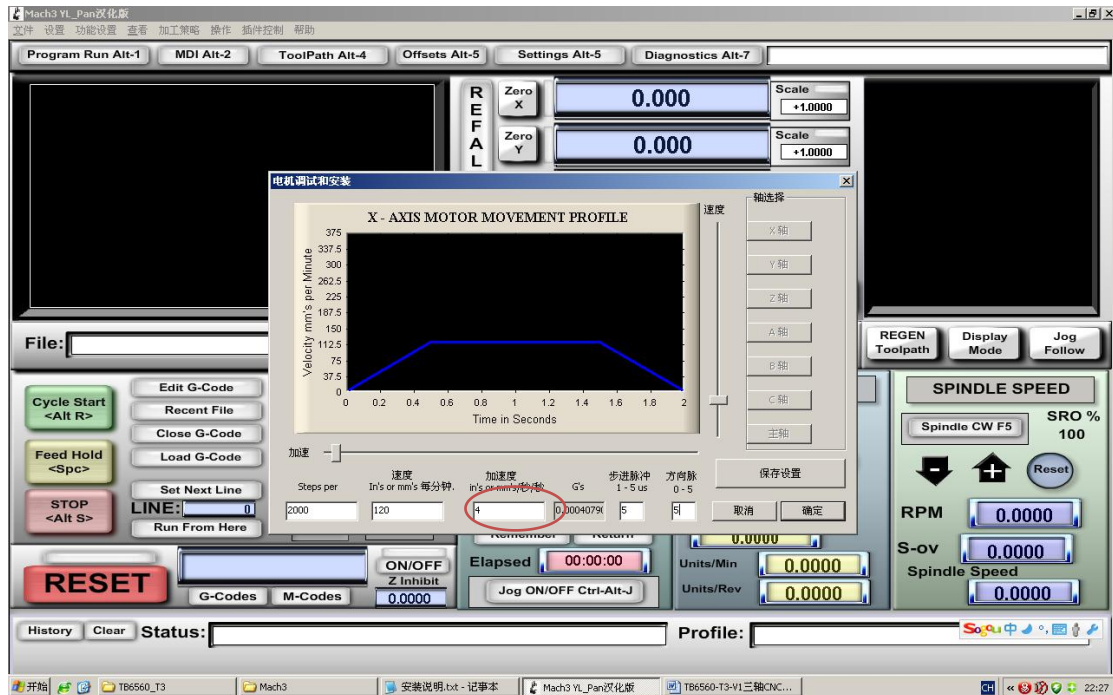 Mach3 YL_Pan汉化版
文件 设置 功能设置 查看 加工策略 操作 插件控制 帮助
Program Run Alt-1 MDI Alt-2 ToolPath Alt-4 Offsets Alt-5 Settings Alt-5 Diagnostics Alt-7
REFAL
Zero X 0.000 Scale +1.0000
Zero Y 0.000 Scale +1.0000
电机调试和安装
X - AXIS MOTOR MOVEMENT PROFILE
Velocity mm's per Minute
375
337.5
300
262.5
225
187.5
150
112.5
75
37.5
0
0 0.2 0.4 0.6 0.8 1 1.2 1.4 1.6 1.8 2
Time in Seconds
速度
轴选择
X 轴
Y 轴
Z 轴
A 轴
B 轴
C 轴
主轴
加速
Steps per
速度
In's or mm's 每分钟.
加速度
in's or mm's/秒/秒
G's
步进脉冲
1 - 5 us
方向脉
0 - 5
2000 120 4 0.0004079 5 5
保存设置
取消 确定
File:
REGEN Toolpath Display Mode Jog Follow
Cycle Start <Alt R>
Feed Hold <Spc>
STOP <Alt S>
Edit G-Code
Recent File
Close G-Code
Load G-Code
Set Next Line
LINE: 0
Run From Here
RESET
G-Codes M-Codes
ON/OFF
Z Inhibit
0.0000
Remember Return
Elapsed 00:00:00
Jog ON/OFF Ctrl-Alt-J
0.0000
Units/Min 0.0000
Units/Rev 0.0000
SPINDLE SPEED
Spindle CW F5
SRO %
100
Reset
RPM 0.0000
S-ov 0.0000
Spindle Speed
0.0000
History Clear Status: Profile:
Sogou 中
开始 TB6560_T3 Mach3 安装说明.txt - 记事本 Mach3 YL_Pan汉化版 TB6560-T3-V1三轴CNC... CH 22:27